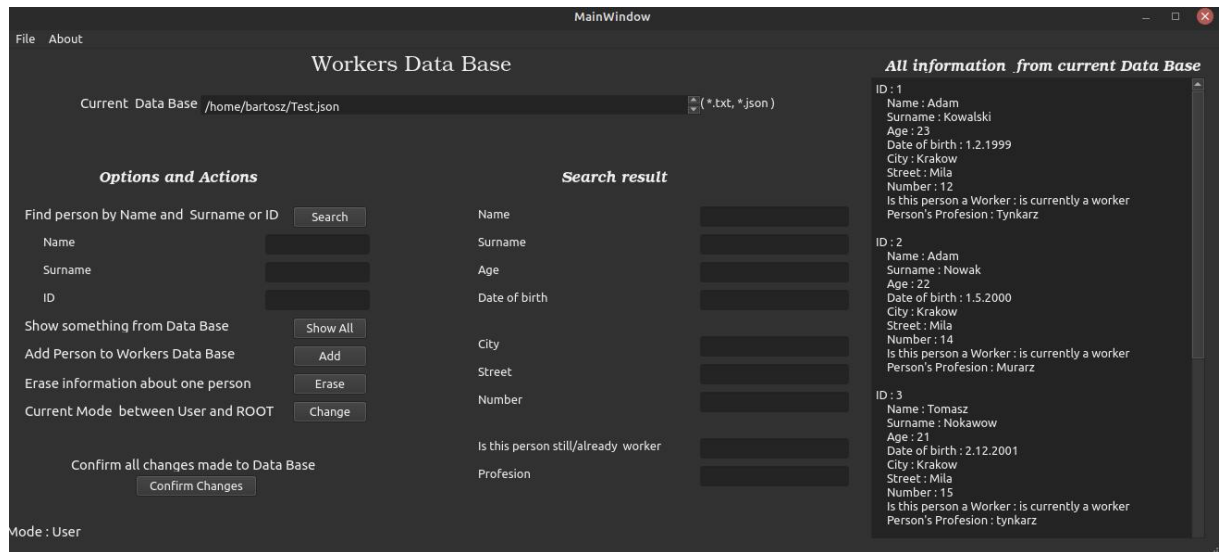 MainWindow
File About
Workers Data Base
Current Data Base /home/bartosz/Test.json ( *.txt, *.json )
Options and Actions
Find person by Name and Surname or ID Search
Name
Surname
ID
Show something from Data Base Show All
Add Person to Workers Data Base Add
Erase information about one person Erase
Current Mode between User and ROOT Change
Confirm all changes made to Data Base
Confirm Changes
Mode : User
Search result
Name
Surname
Age
Date of birth
City
Street
Number
Is this person still/already worker
Profesion
All information from current Data Base
ID : 1
Name : Adam
Surname : Kowalski
Age : 23
Date of birth : 1.2.1999
City : Krakow
Street : Mila
Number : 12
Is this person a Worker : is currently a worker
Person's Profesion : Tynkarz
ID : 2
Name : Adam
Surname : Nowak
Age : 22
Date of birth : 1.5.2000
City : Krakow
Street : Mila
Number : 14
Is this person a Worker : is currently a worker
Person's Profesion : Murarz
ID : 3
Name : Tomasz
Surname : Nokawow
Age : 21
Date of birth : 2.12.2001
City : Krakow
Street : Mila
Number : 15
Is this person a Worker : is currently a worker
Person's Profesion : tynkarz